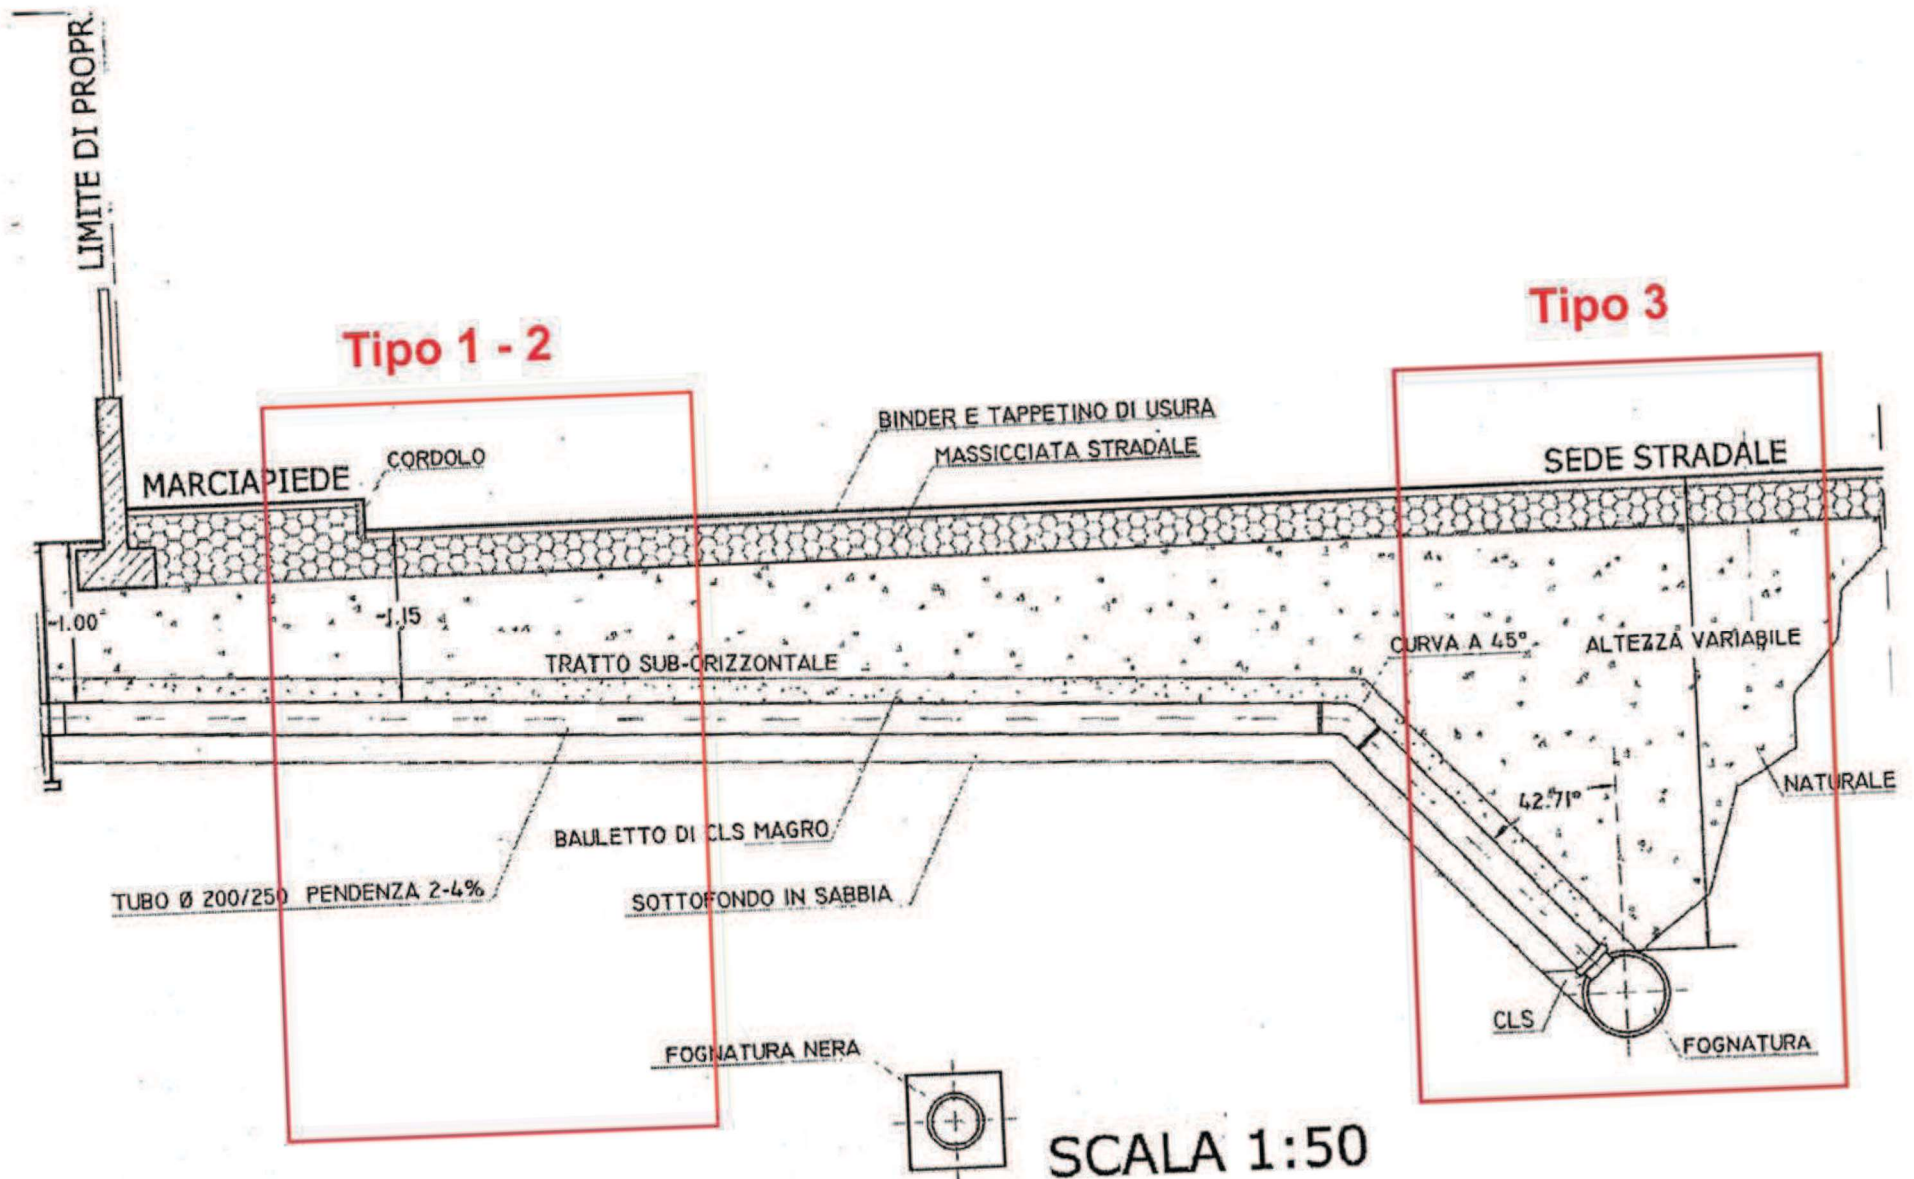 LIMITE DI PROPR.
Tipo 1 - 2
Tipo 3
BINDER E TAPPETINO DI USURA
MASSICCIATA STRADALE
CORDOLO
MARCIAPIEDE
SEDE STRADALE
~1.00
~1.15
TRATTO SUB-ORIZZONTALE
CURVA A 45°
ALTEZZA VARIABILE
42.71°
NATURALE
BAULETTO DI CLS MAGRO
TUBO Ø 200/250 PENDENZA 2-4%
SOTTOFONDO IN SABBIA
CLS
FOGNATURA
FOGNATURA NERA
SCALA 1:50